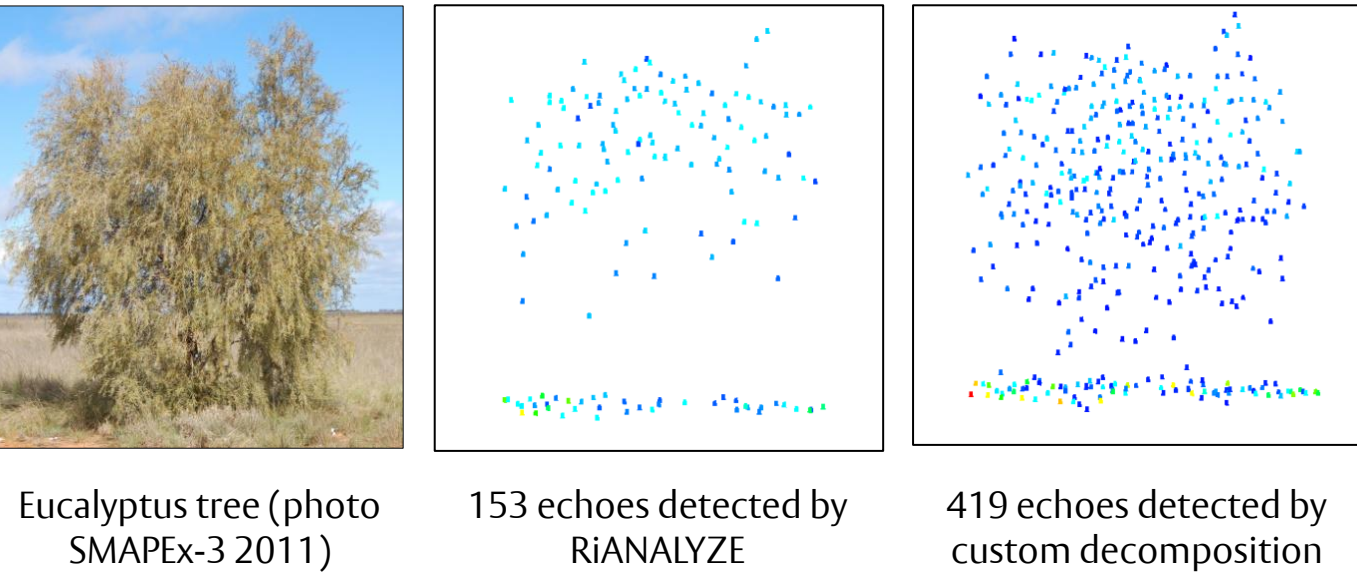 Eucalyptus tree (photo
SMAPEx-3 2011)
153 echoes detected by
RiANALYZE
419 echoes detected by
custom decomposition